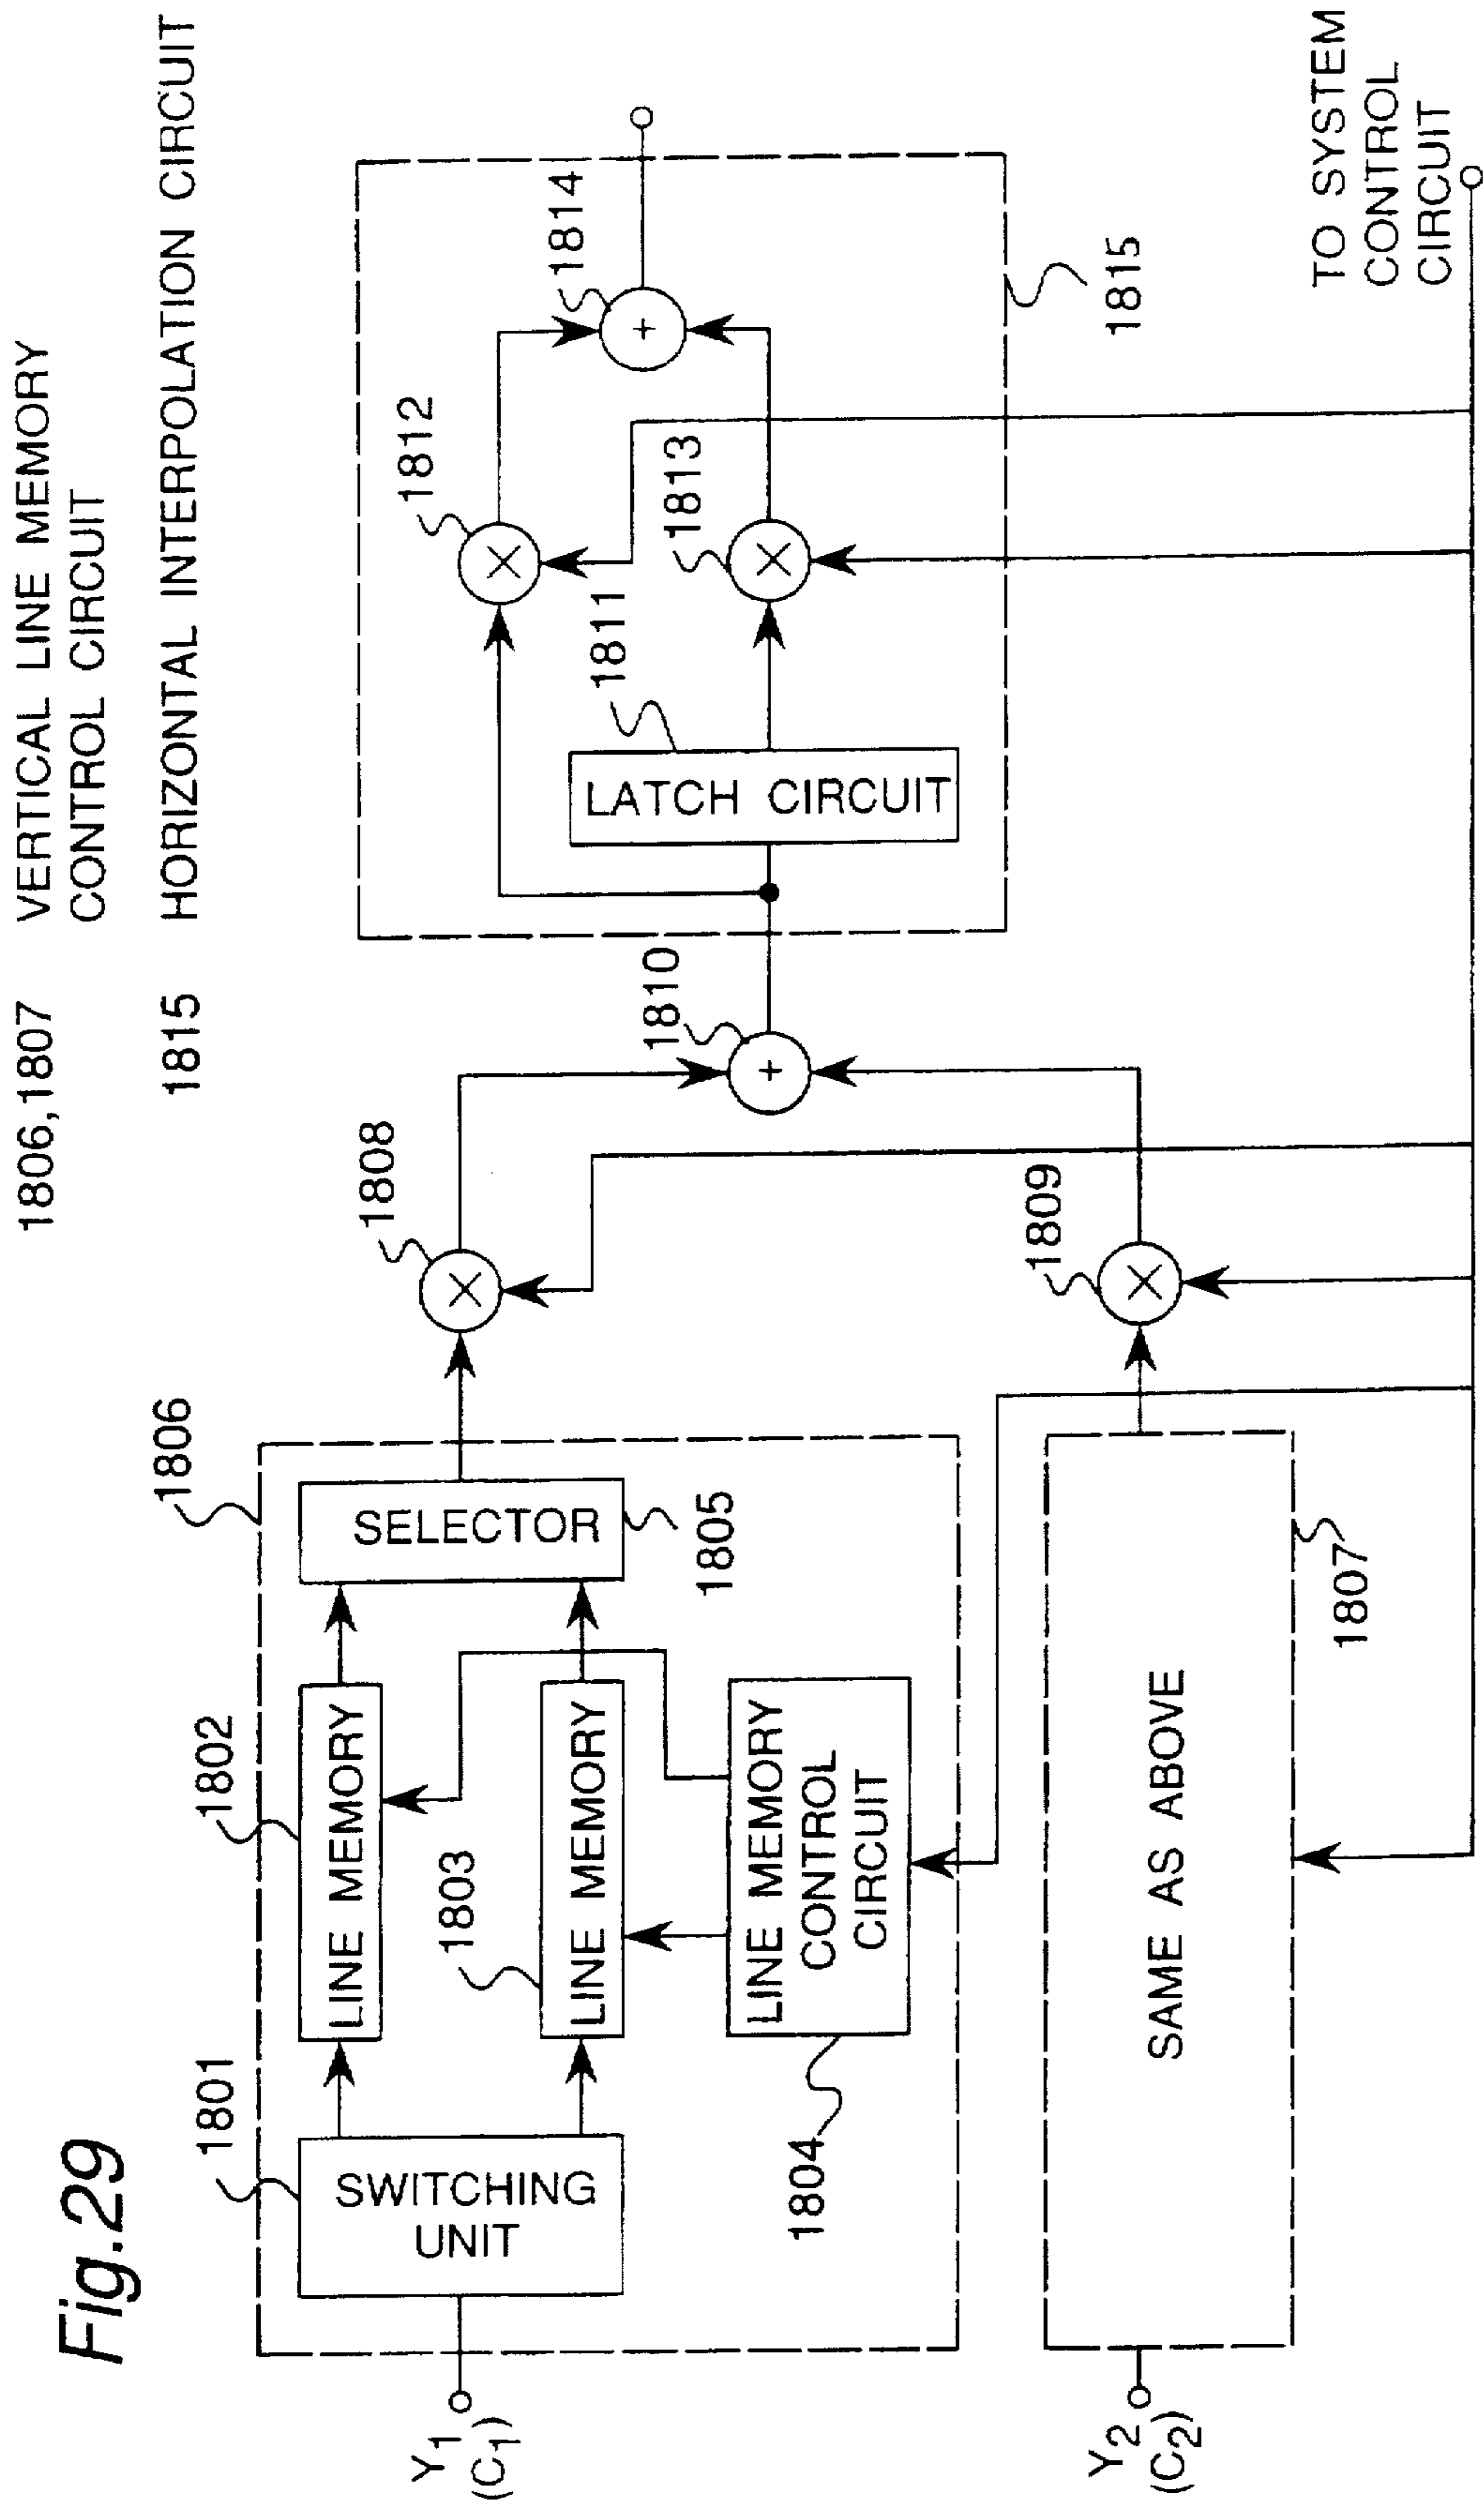 Fig.29
1806,1807 VERTICAL LINE MEMORY
CONTROL CIRCUIT
1815 HORIZONTAL INTERPOLATION CIRCUIT
1806
1801
1802
Y1
(C1)
SWITCHING
UNIT
LINE MEMORY
1803
LINE MEMORY
SELECTOR
1805
1804
LINE MEMORY
CONTROL
CIRCUIT
1808
1810
1811
LATCH CIRCUIT
1812
1813
1814
1815
Y2
(C2)
SAME AS ABOVE
1807
1809
TO SYSTEM
CONTROL
CIRCUIT